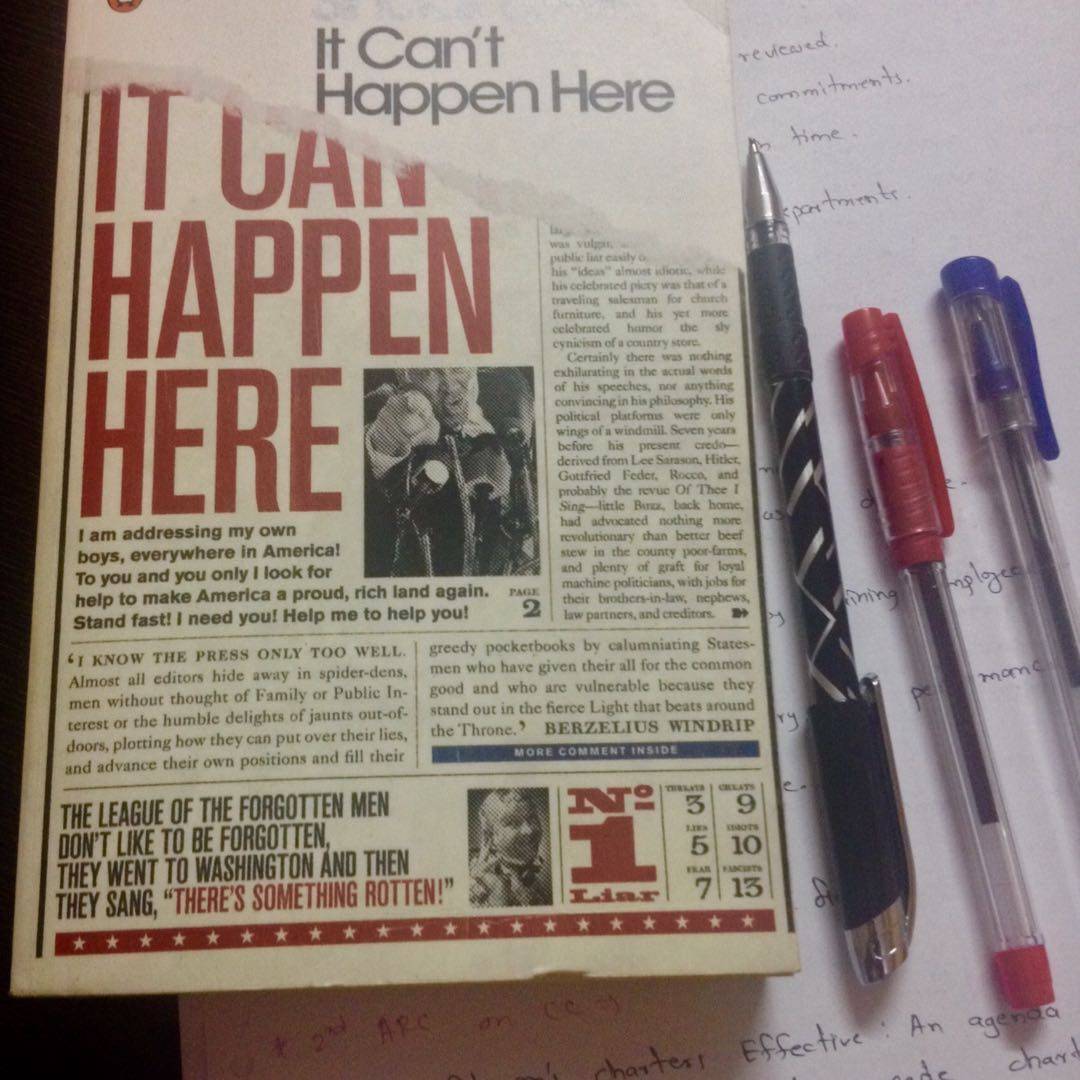 It Can't
Happen Here
IT CAN
HAPPEN
HERE
I am addressing my own
boys, everywhere in America!
To you and you only I look for
help to make America a proud, rich land again.
Stand fast! I need you! Help me to help you!
PAGE
2
was vulgar,
public liar easily
his "ideas" almost idiotic, while
his celebrated piety was that of a
traveling salesman for church
furniture, and his yet more
celebrated humor the sly
cynicism of a country store.
Certainly there was nothing
exhilarating in the actual words
of his speeches, nor anything
convincing in his philosophy. His
political platforms were only
wings of a windmill. Seven years
before his present credo—
derived from Lee Sarason, Hitler,
Gottfried Feder, Rocco, and
probably the revue Of Thee I
Sing—little Buzz, back home,
had advocated nothing more
revolutionary than better beef
stew in the county poor-farms,
and plenty of graft for loyal
machine politicians, with jobs for
their brothers-in-law, nephews,
law partners, and creditors.
'I KNOW THE PRESS ONLY TOO WELL.
Almost all editors hide away in spider-dens,
men without thought of Family or Public In-
terest or the humble delights of jaunts out-of-
doors, plotting how they can put over their lies,
and advance their own positions and fill their
greedy pocketbooks by calumniating States-
men who have given their all for the common
good and who are vulnerable because they
stand out in the fierce Light that beats around
the Throne.' BERZELIUS WINDRIP
MORE COMMENT INSIDE
THE LEAGUE OF THE FORGOTTEN MEN
DON'T LIKE TO BE FORGOTTEN,
THEY WENT TO WASHINGTON AND THEN
THEY SANG, "THERE'S SOMETHING ROTTEN!"
Nº
1
Liar
THREATS
3
CHEATS
9
LIES
5
IDIOTS
10
FEAR
7
FASCISTS
13
reviewed.
commitments.
time.
epartments.
mploee
* 2nd ARC on CC
charters Effective : An agenda